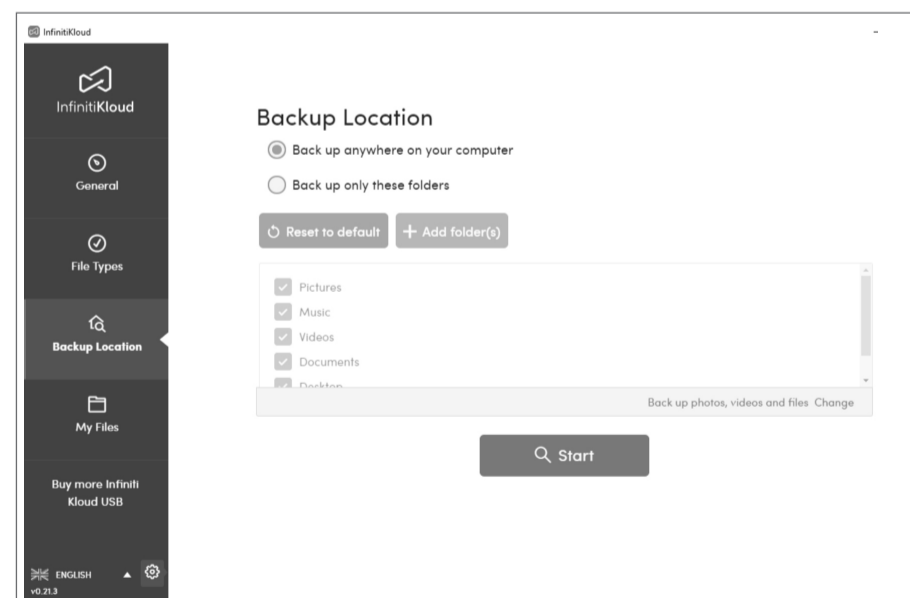 InfinitiKloud
InfinitiKloud
General
File Types
Backup Location
My Files
Buy more Infiniti
Kloud USB
ENGLISH
v0.21.3
Backup Location
Back up anywhere on your computer
Back up only these folders
Reset to default
Add folder(s)
Pictures
Music
Videos
Documents
Desktop
Back up photos, videos and files Change
Start